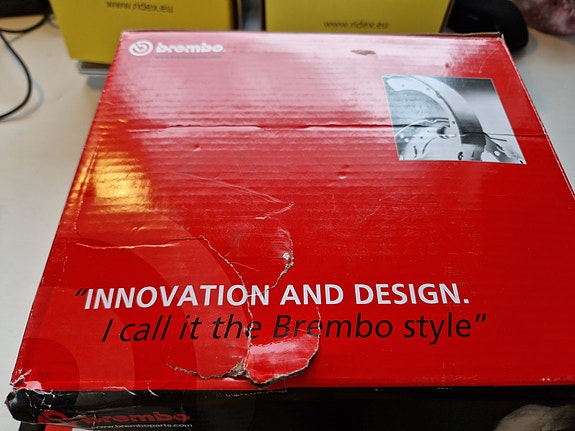 www.ridex.eu
www.ridex.eu
brembo
"INNOVATION AND DESIGN.
I call it the Brembo style"
brembo
www.bremboparts.com